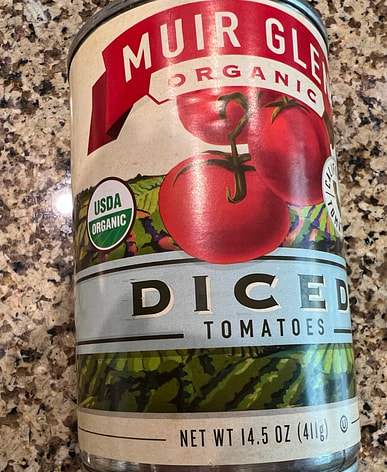 MUIR GLEN
ORGANIC
USDA
ORGANIC
DICED
TOMATOES
NET WT 14.5 OZ (411g) U